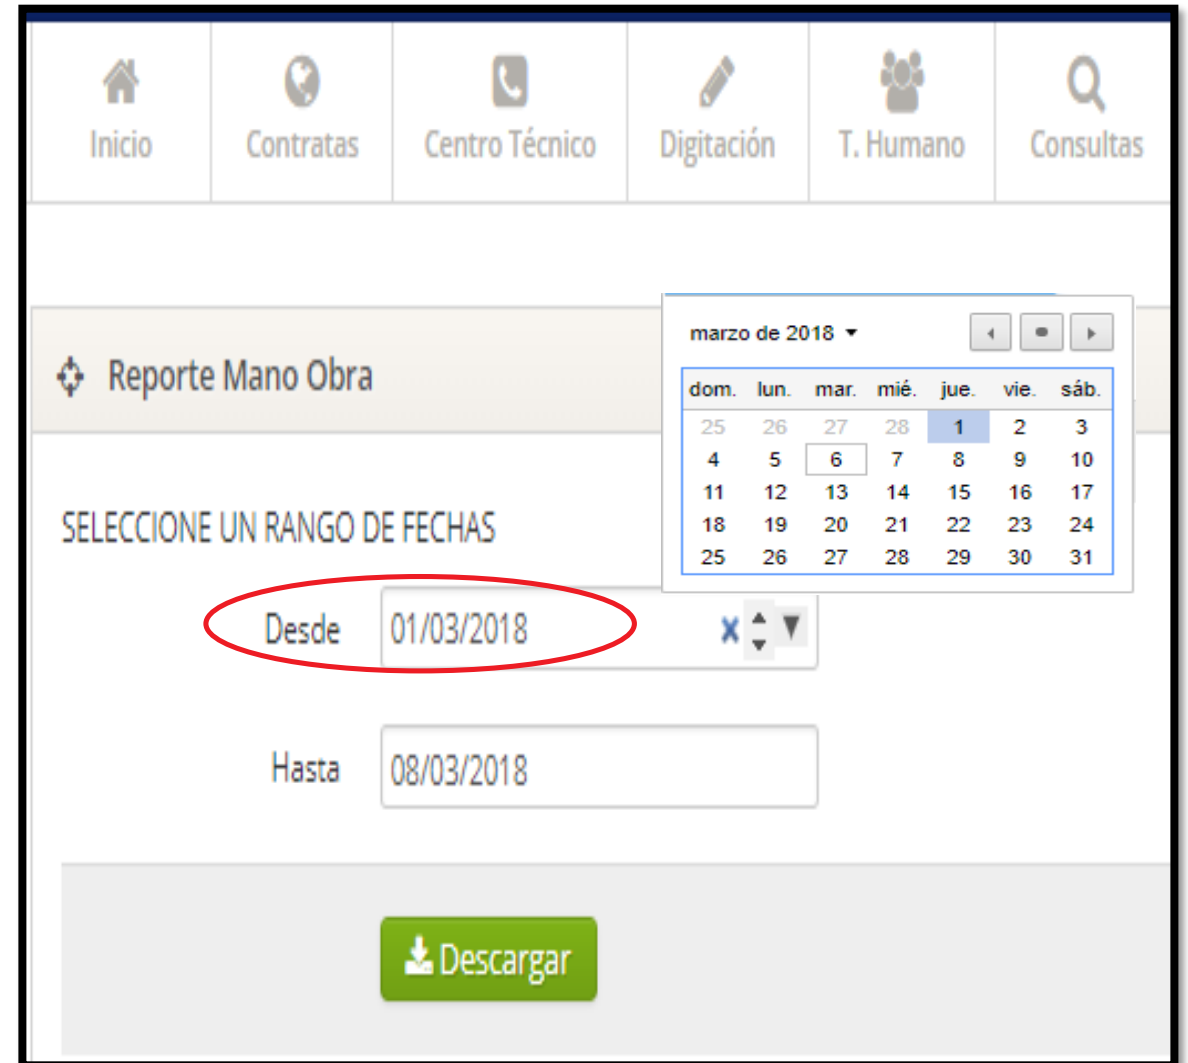 Inicio Contratas Centro Técnico Digitación T. Humano Consultas
Reporte Mano Obra
marzo de 2018
dom. lun. mar. mié. jue. vie. sáb.
25 26 27 28 1 2 3
4 5 6 7 8 9 10
11 12 13 14 15 16 17
18 19 20 21 22 23 24
25 26 27 28 29 30 31
SELECCIONE UN RANGO DE FECHAS
Desde 01/03/2018
Hasta 08/03/2018
Descargar